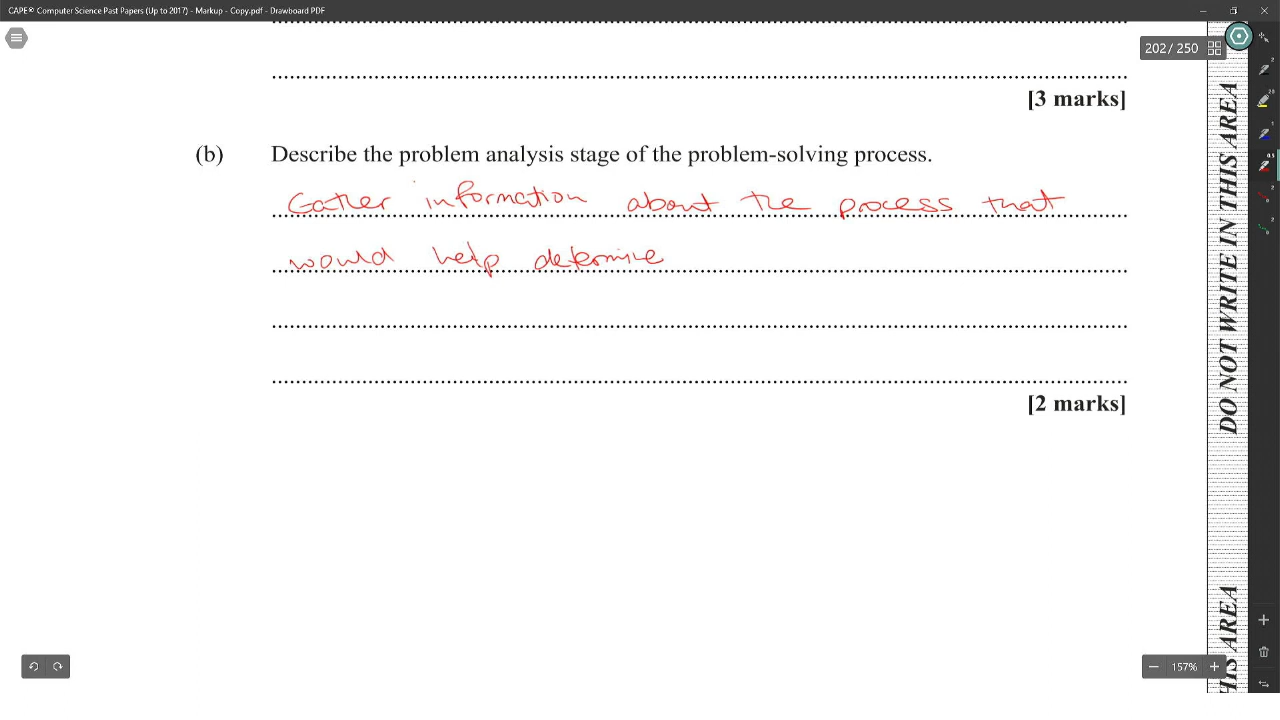 CAPE® Computer Science Past Papers (Up to 2017) - Markup - Copy.pdf - Drawboard PDF
202 / 250
[3 marks]
(b) Describe the problem analysis stage of the problem-solving process.
Gather information about the process that
would help determine
[2 marks]
DO NOT WRITE IN THIS AREA
HIS AREA
157%